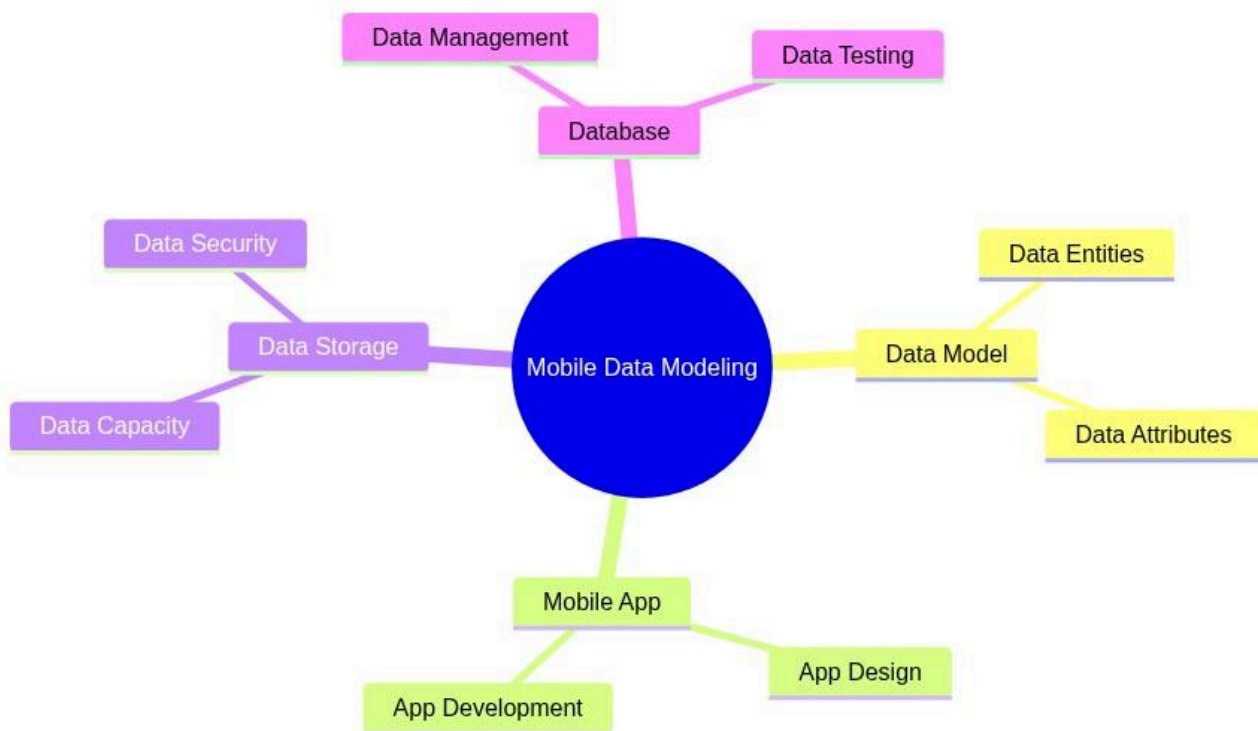 Data Management
Data Testing
Database
Data Security
Data Entities
Data Storage
Data Model
Mobile Data Modeling
Data Capacity
Data Attributes
Mobile App
App Design
App Development